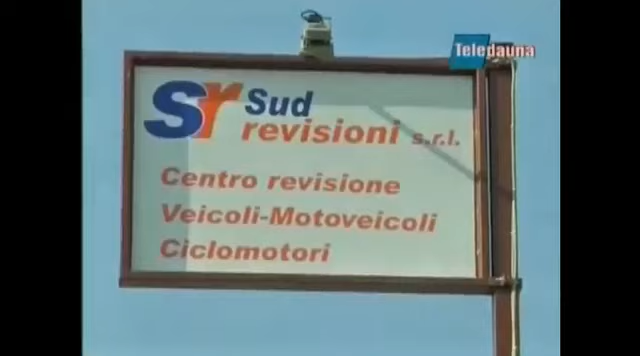 Teledauna
Sr Sud
revisioni s.r.l.
Centro revisione
Veicoli-Motoveicoli
Ciclomotori